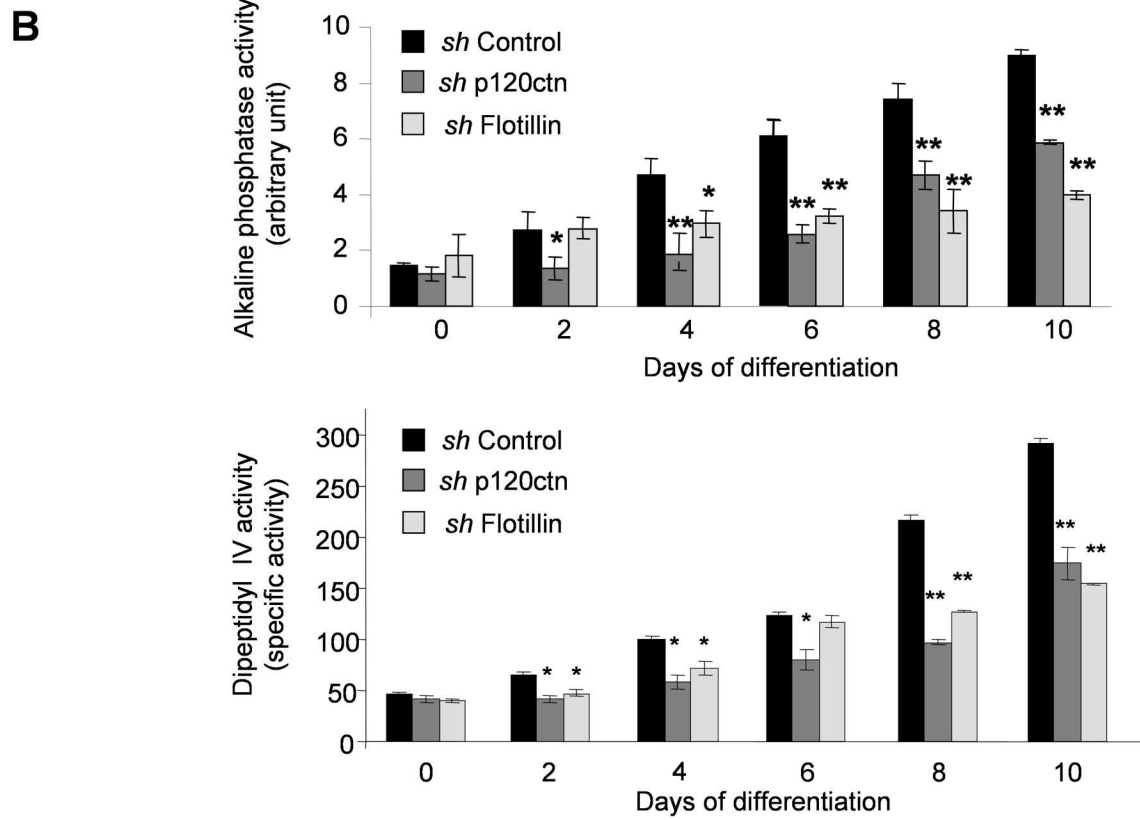 B
Alkaline phosphatase activity
(arbitrary unit)
10
8
6
4
2
0
sh Control
sh p120ctn
sh Flotillin
*
**
*
**
**
**
**
**
**
0 2 4 6 8 10
Days of differentiation
Dipeptidyl IV activity
(specific activity)
300
250
200
150
100
50
0
sh Control
sh p120ctn
sh Flotillin
* *
* *
*
**
**
**
**
0 2 4 6 8 10
Days of differentiation